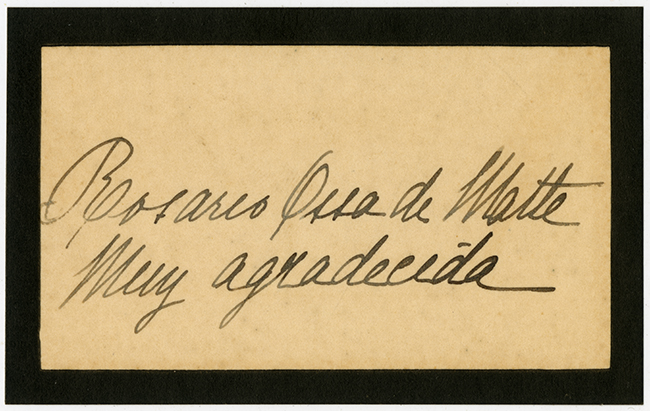 Rosario Ossa de Matte
Muy agradecida